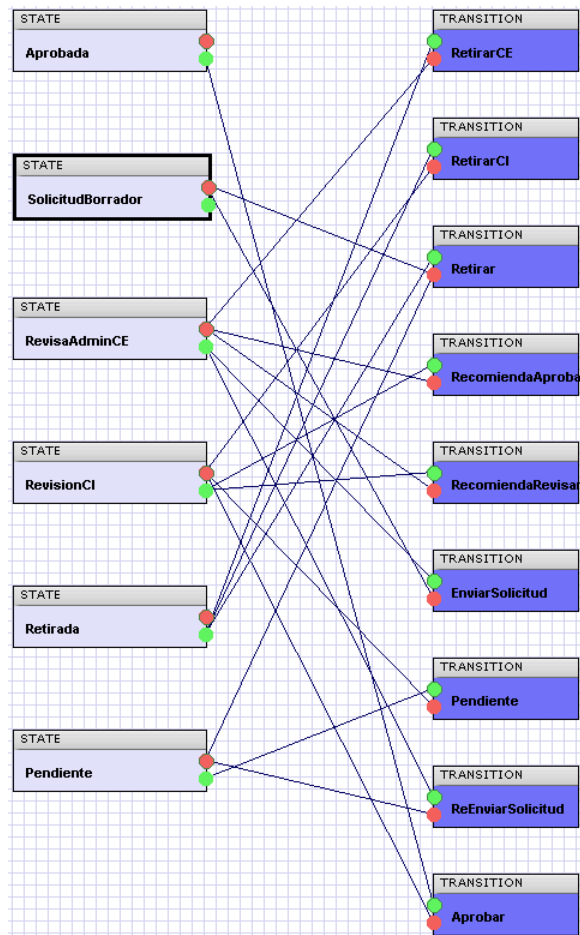 STATE
Aprobada
STATE
SolicitudBorrador
STATE
RevisaAdminCE
STATE
RevisionCI
STATE
Retirada
STATE
Pendiente
TRANSITION
RetirarCE
TRANSITION
RetirarCI
TRANSITION
Retirar
TRANSITION
RecomiendaAproba
TRANSITION
RecomiendaRevisar
TRANSITION
EnviarSolicitud
TRANSITION
Pendiente
TRANSITION
ReEnviarSolicitud
TRANSITION
Aprobar